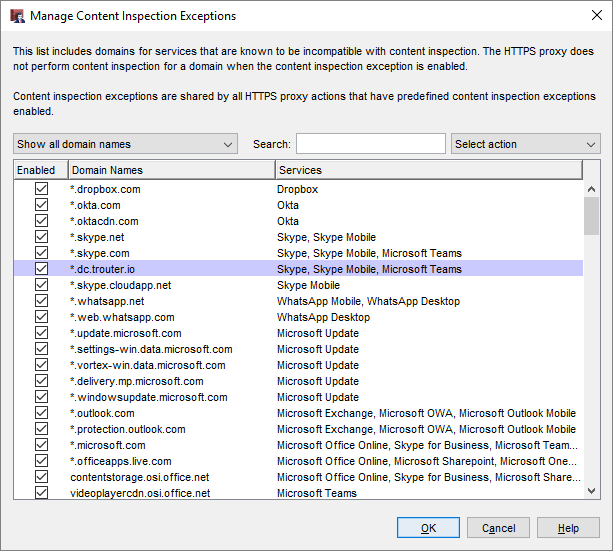 Manage Content Inspection Exceptions
This list includes domains for services that are known to be incompatible with content inspection. The HTTPS proxy does
not perform content inspection for a domain when the content inspection exception is enabled.
Content inspection exceptions are shared by all HTTPS proxy actions that have predefined content inspection exceptions
enabled.
Show all domain names Search: Select action
Enabled Domain Names Services
*.dropbox.com Dropbox
*.okta.com Okta
*.oktacdn.com Okta
*.skype.net Skype, Skype Mobile
*.skype.com Skype, Skype Mobile, Microsoft Teams
*.dc.trouter.io Skype, Skype Mobile, Microsoft Teams
*.skype.cloudapp.net Skype Mobile
*.whatsapp.net WhatsApp Mobile, WhatsApp Desktop
*.web.whatsapp.com WhatsApp Desktop
*.update.microsoft.com Microsoft Update
*.settings-win.data.microsoft.com Microsoft Update
*.vortex-win.data.microsoft.com Microsoft Update
*.delivery.mp.microsoft.com Microsoft Update
*.windowsupdate.microsoft.com Microsoft Update
*.outlook.com Microsoft Exchange, Microsoft OWA, Microsoft Outlook Mobile
*.protection.outlook.com Microsoft Exchange, Microsoft OWA, Microsoft Outlook Mobile
*.microsoft.com Microsoft Office Online, Skype for Business, Microsoft Team...
*.officeapps.live.com Microsoft Office Online, Microsoft Sharepoint, Microsoft One...
contentstorage.osi.office.net Microsoft Office Online, Skype for Business, Microsoft Share...
videoplayercdn.osi.office.net Microsoft Teams
OK Cancel Help